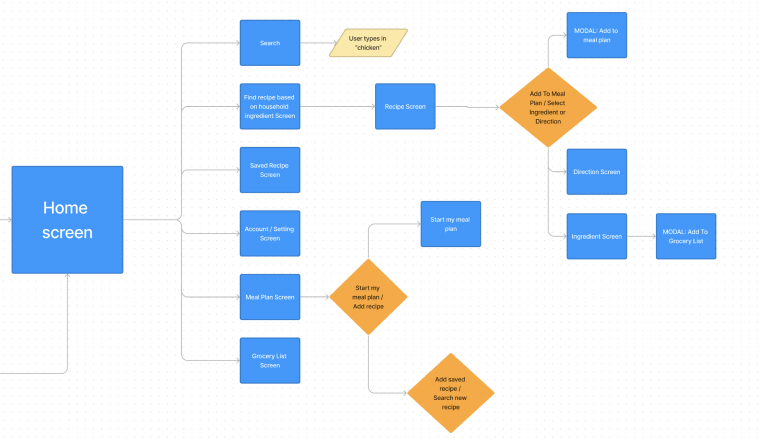 Home
screen
Search
User types in
"chicken"
Find recipe based
on household
ingredient Screen
Recipe Screen
Add To Meal
Plan / Select
Ingredient or
Direction
MODAL: Add to
meal plan
Direction Screen
Ingredient Screen
MODAL: Add To
Grocery List
Saved Recipe
Screen
Account / Setting
Screen
Meal Plan Screen
Start my
meal plan /
Add recipe
Start my meal
plan
Add saved
recipe /
Search new
recipe
Grocery List
Screen